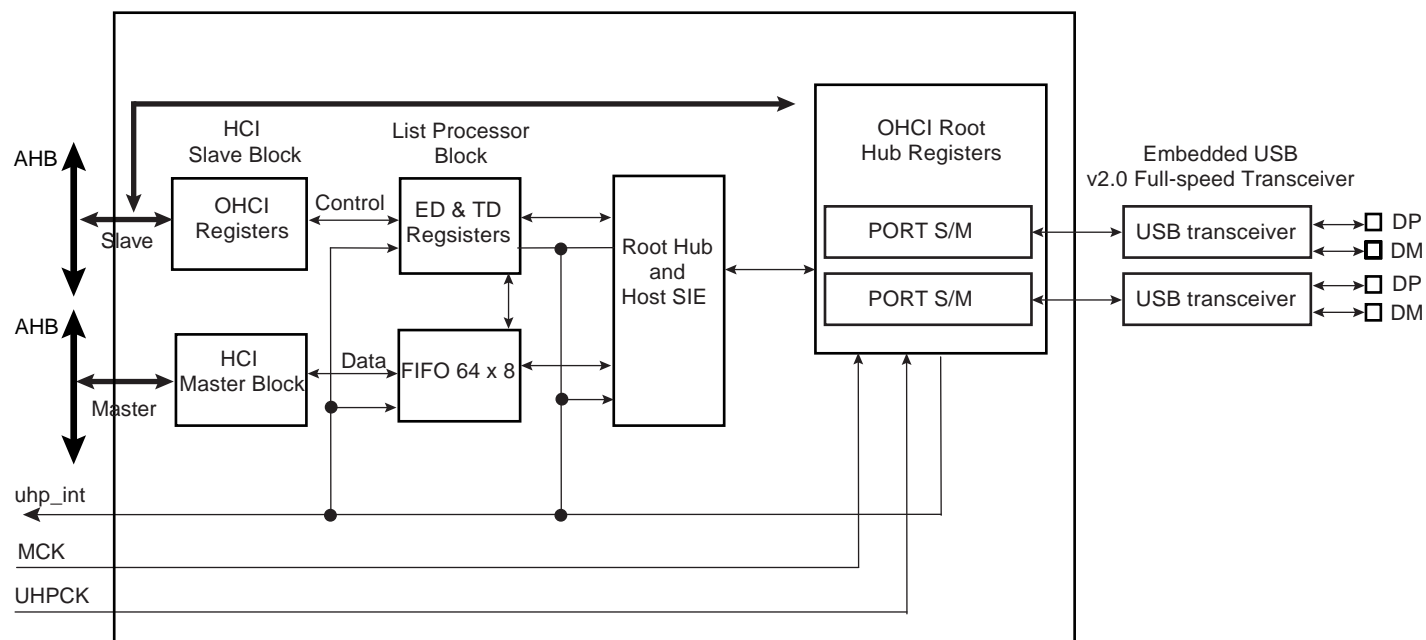 HCI
Slave Block
List Processor
Block
OHCI Root
Hub Registers
Embedded USB
v2.0 Full-speed Transceiver
AHB
Slave
OHCI
Registers
Control
ED & TD
Regsisters
Root Hub
and
Host SIE
PORT S/M
USB transceiver
DP
DM
PORT S/M
USB transceiver
DP
DM
AHB
Master
HCI
Master Block
Data
FIFO 64 x 8
uhp_int
MCK
UHPCK